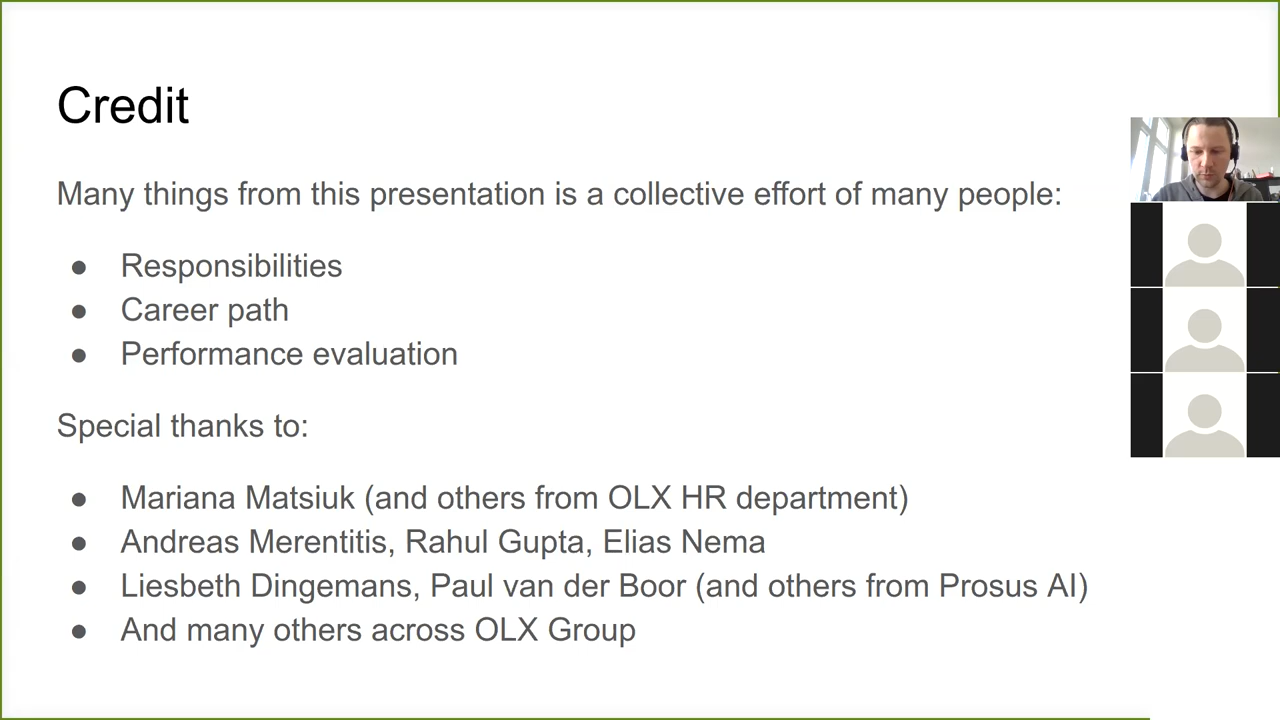 Credit
Many things from this presentation is a collective effort of many people:
● Responsibilities
● Career path
● Performance evaluation
Special thanks to:
● Mariana Matsiuk (and others from OLX HR department)
● Andreas Merentitis, Rahul Gupta, Elias Nema
● Liesbeth Dingemans, Paul van der Boor (and others from Prosus AI)
● And many others across OLX Group